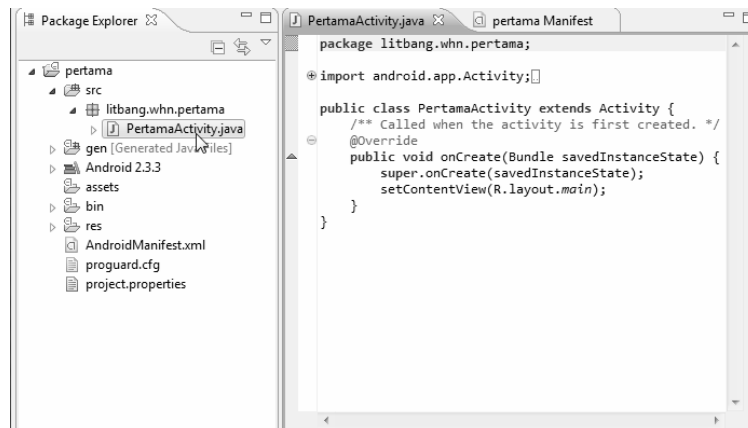 Package Explorer
pertama
src
litbang.whn.pertama
PertamaActivity.java
gen [Generated Java Files]
Android 2.3.3
assets
bin
res
AndroidManifest.xml
proguard.cfg
project.properties
PertamaActivity.java
pertama Manifest
package litbang.whn.pertama;
import android.app.Activity;
public class PertamaActivity extends Activity {
/** Called when the activity is first created. */
@Override
public void onCreate(Bundle savedInstanceState) {
super.onCreate(savedInstanceState);
setContentView(R.layout.main);
}
}